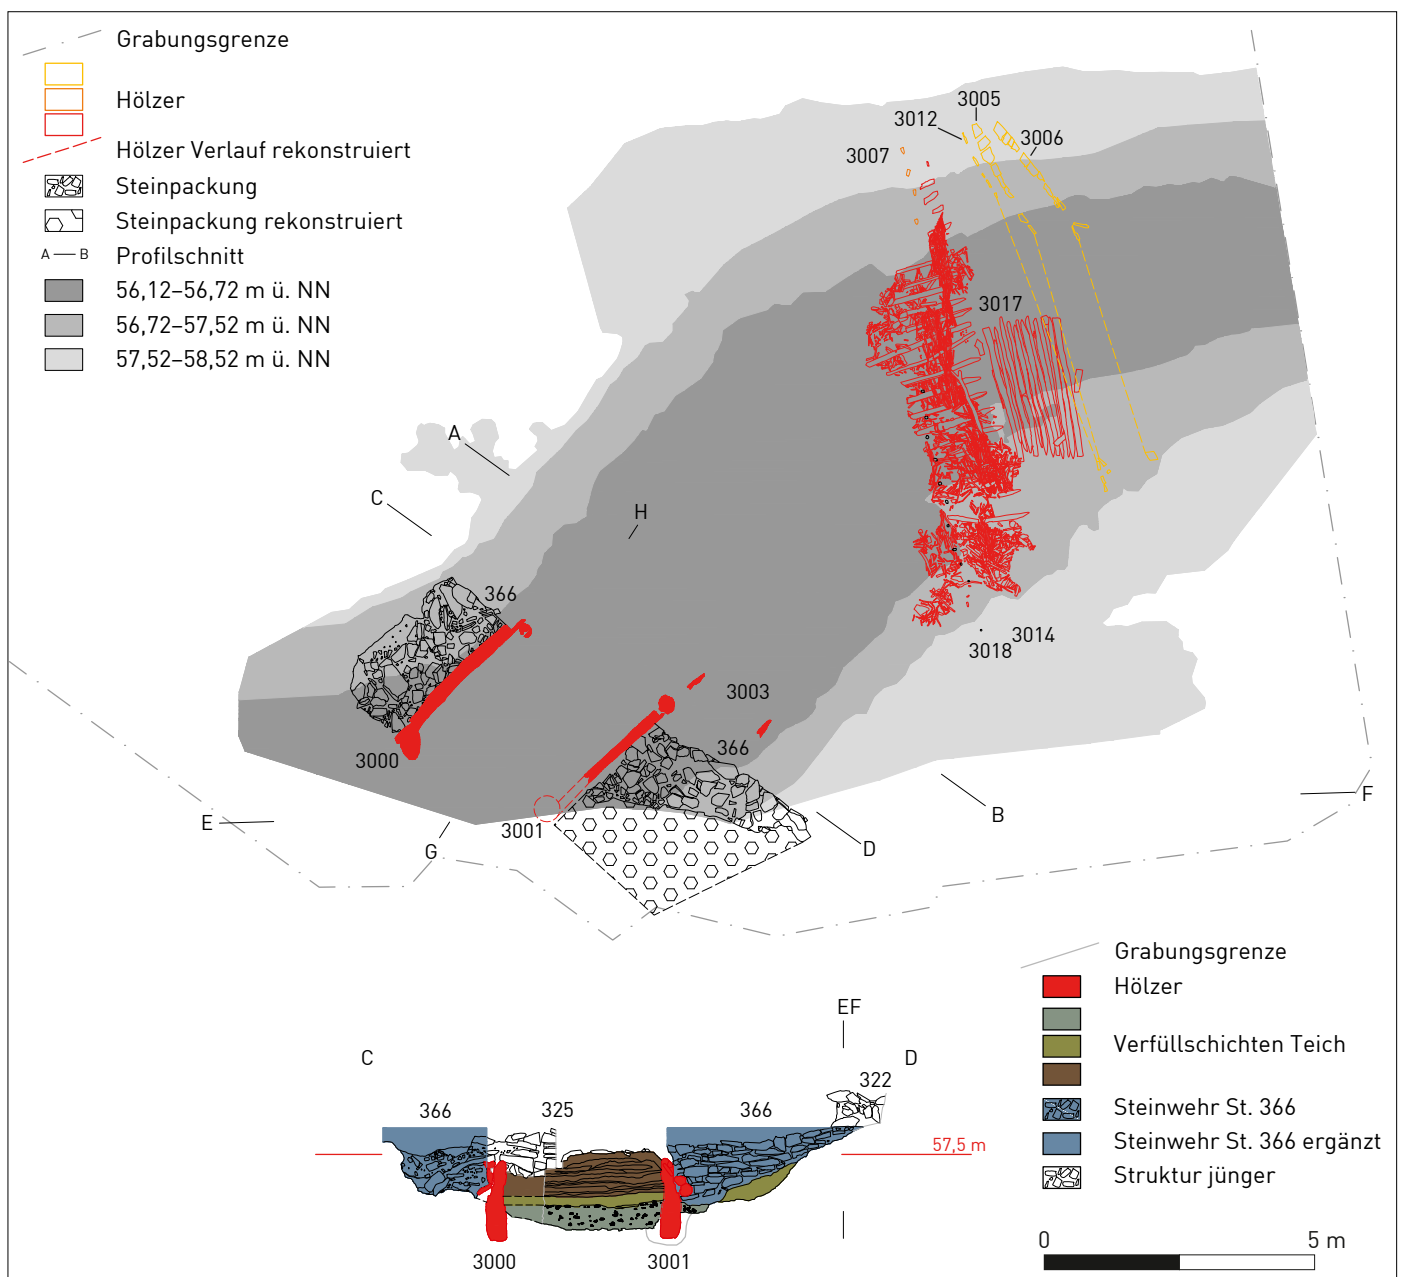 Grabungsgrenze
Hölzer
Hölzer Verlauf rekonstruiert
Steinpackung
Steinpackung rekonstruiert
A — B Profilschnitt
56,12–56,72 m ü. NN
56,72–57,52 m ü. NN
57,52–58,52 m ü. NN
3005
3012
3006
3007
3017
A
C
H
366
3014
3018
3003
366
3000
E
3001
G
B
F
D
Grabungsgrenze
Hölzer
Verfüllschichten Teich
Steinwehr St. 366
Steinwehr St. 366 ergänzt
Struktur jünger
EF
C
D
322
366
325
366
57,5 m
3000
3001
0
5 m